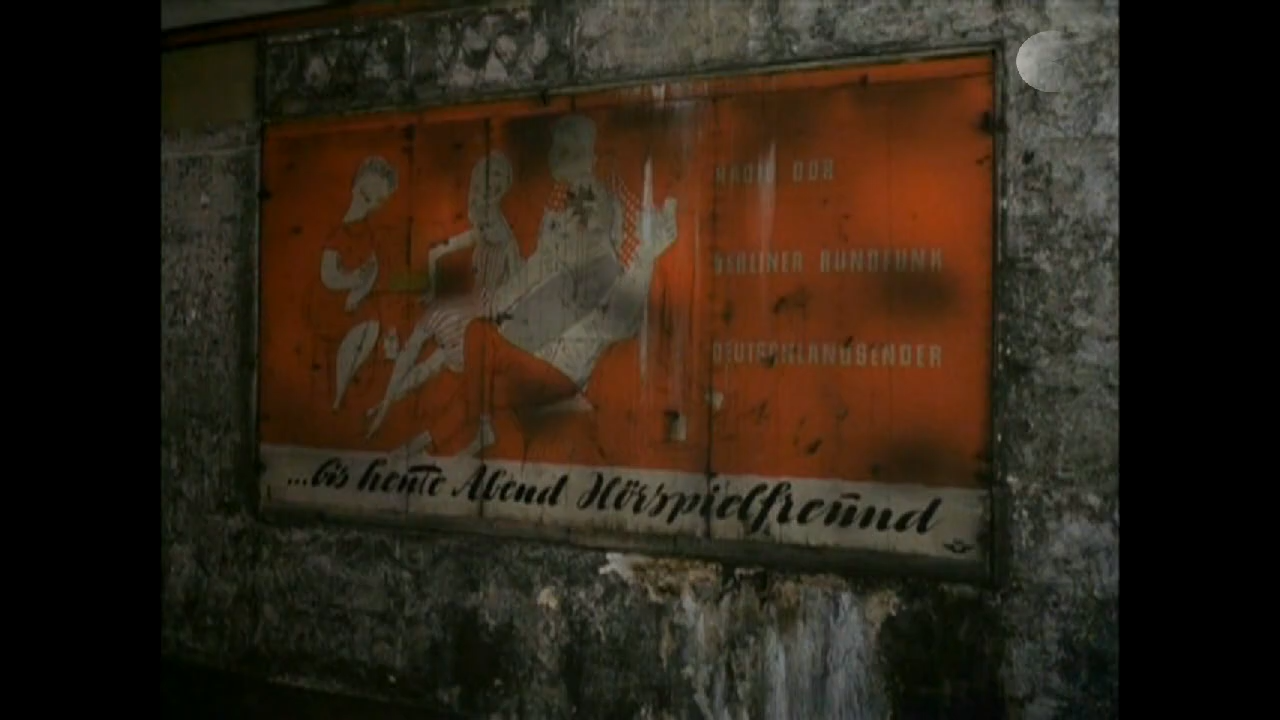 RADIO DDR
BERLINER RUNDFUNK
DEUTSCHLANDSENDER
...bis heute Abend Hörspielfreund